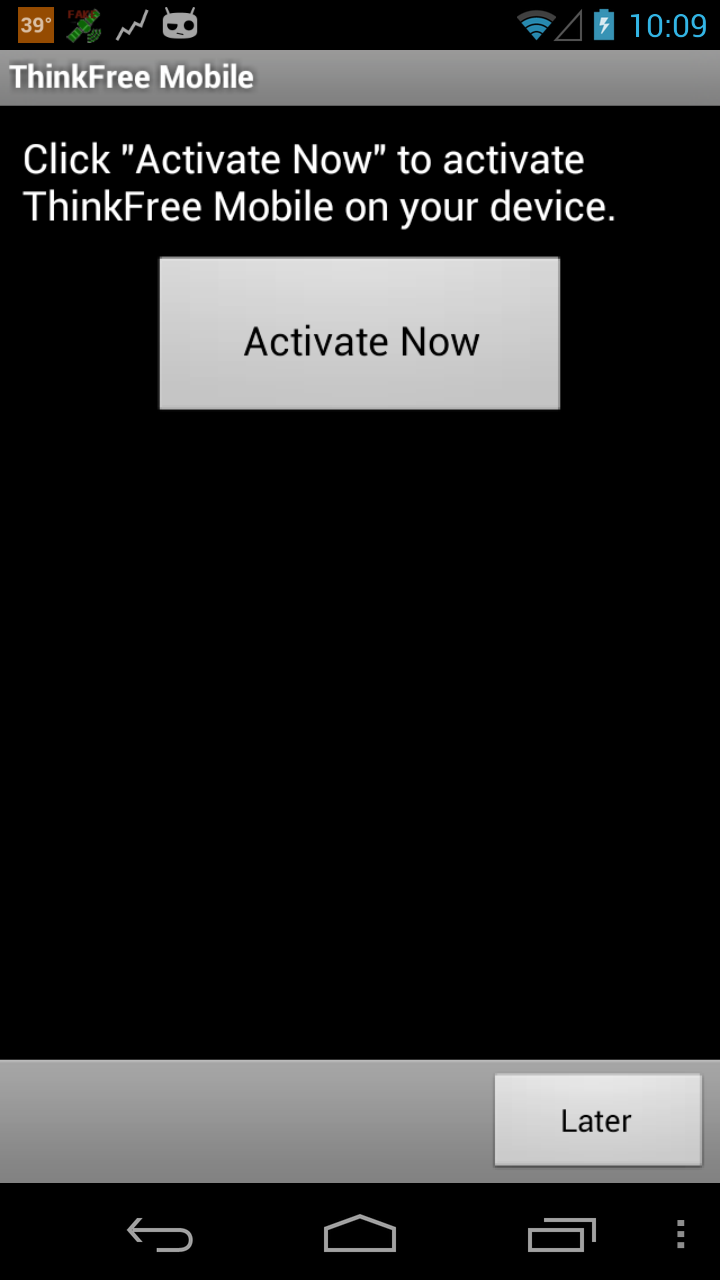 39° FAKE 10:09
ThinkFree Mobile
Click "Activate Now" to activate
ThinkFree Mobile on your device.
Activate Now
Later